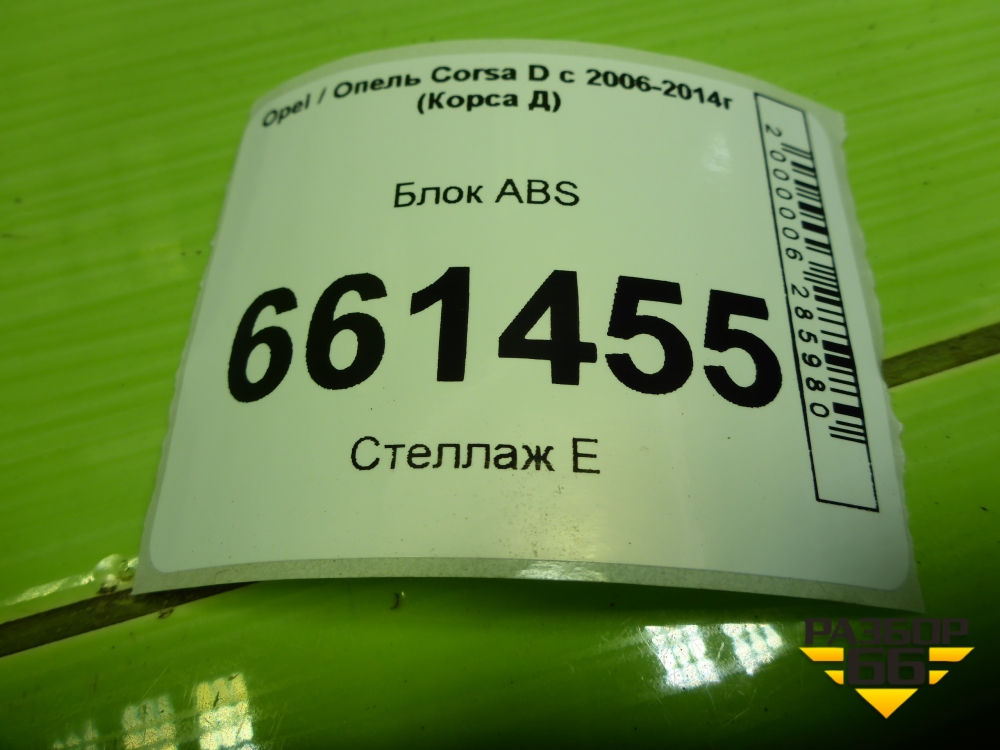 Opel / Опель Corsa D с 2006-2014г
(Корса Д)
Блок ABS
661455
Стеллаж Е
2000006285980
РАЗБОР
66